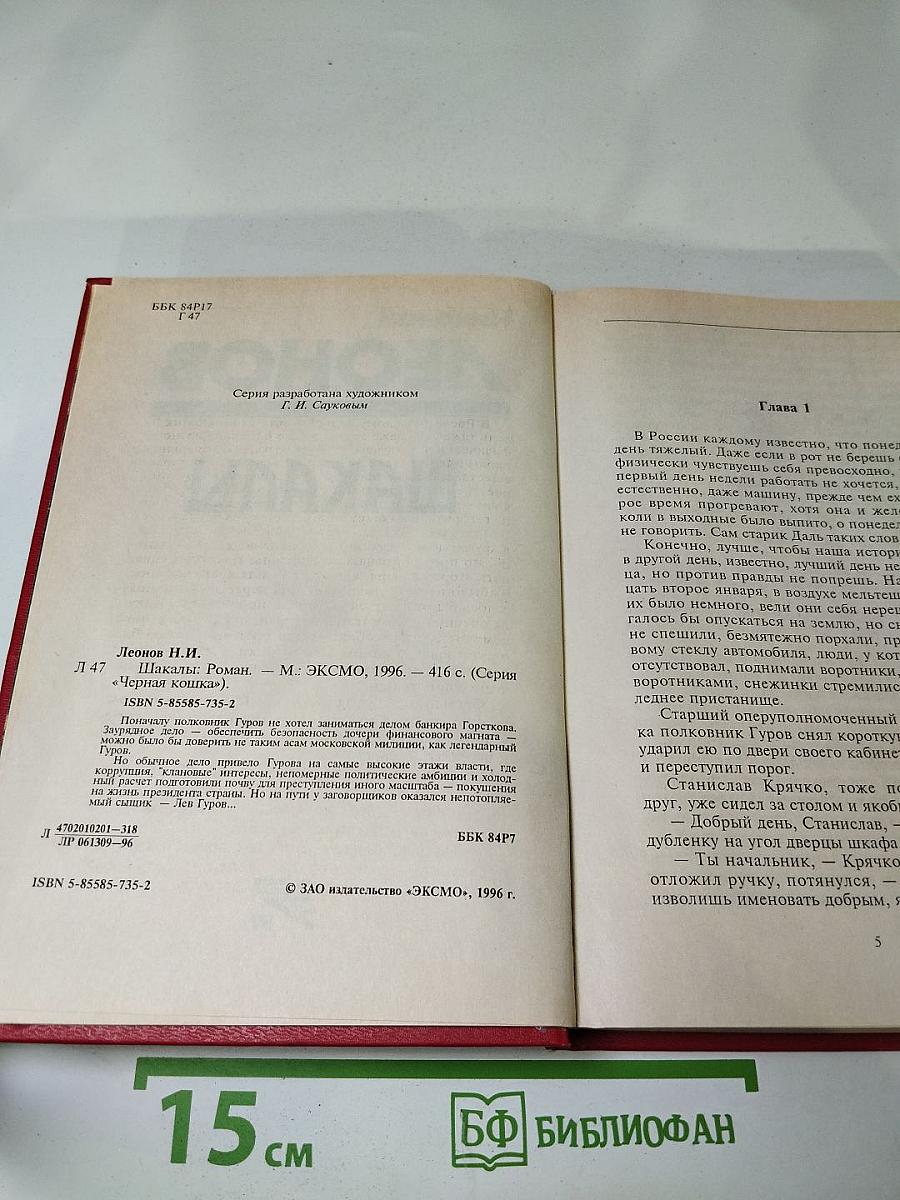 ББК 84Р17
Г 47
Серия разработана художником
Г. И. Сауковым
Леонов Н.И.
Л 47 Шакалы: Роман. — М.: ЭКСМО, 1996. — 416 с. (Серия
«Черная кошка»).
ISBN 5-85585-735-2
Поначалу полковник Гуров не хотел заниматься делом банкира Горсткова.
Заурядное дело — обеспечить безопасность дочери финансового магната —
можно было бы доверить не таким асам московской милиции, как легендарный
Гуров.
Но обычное дело привело Гурова на самые высокие этажи власти, где
коррупция, "клановые" интересы, непомерные политические амбиции и холод-
ный расчет подготовили почву для преступления иного масштаба — покушения
на жизнь президента страны. Но на пути у заговорщиков оказался непотопляе-
мый сыщик — Лев Гуров...
Л 4702010201—318
ЛР 061309—96
ББК 84Р7
ISBN 5-85585-735-2
© ЗАО издательство «ЭКСМО», 1996 г.
Глава 1
В России каждому известно, что понед
день тяжелый. Даже если в рот не берешь
физически чувствуешь себя превосходно,
первый день недели работать не хочется,
естественно, даже машину, прежде чем ех
рое время прогревают, хотя она и жел
коли в выходные было выпито, о понедел
не говорить. Сам старик Даль таких слов
Конечно, лучше, чтобы наша истори
в другой день, известно, лучший день не
ца, но против правды не попрешь. На
цать второе января, в воздухе мельтеш
их было немного, вели они себя нереш
галось бы опускаться на землю, но сн
не спешили, безмятежно порхали, пр
вому стеклу автомобиля, люди, у кот
отсутствовал, поднимали воротники,
воротниками, снежинки стремилис
леднее пристанище.
Старший оперуполномоченный
ка полковник Гуров снял коротку
ударил ею по двери своего кабинет
и переступил порог.
Станислав Крячко, тоже по
друг, уже сидел за столом и якобы
— Добрый день, Станислав, —
дубленку на угол дверцы шкафа
— Ты начальник, — Крячко
отложил ручку, потянулся, —
изволишь именовать добрым, я
5
15 см
БФ БИБЛИОФАН